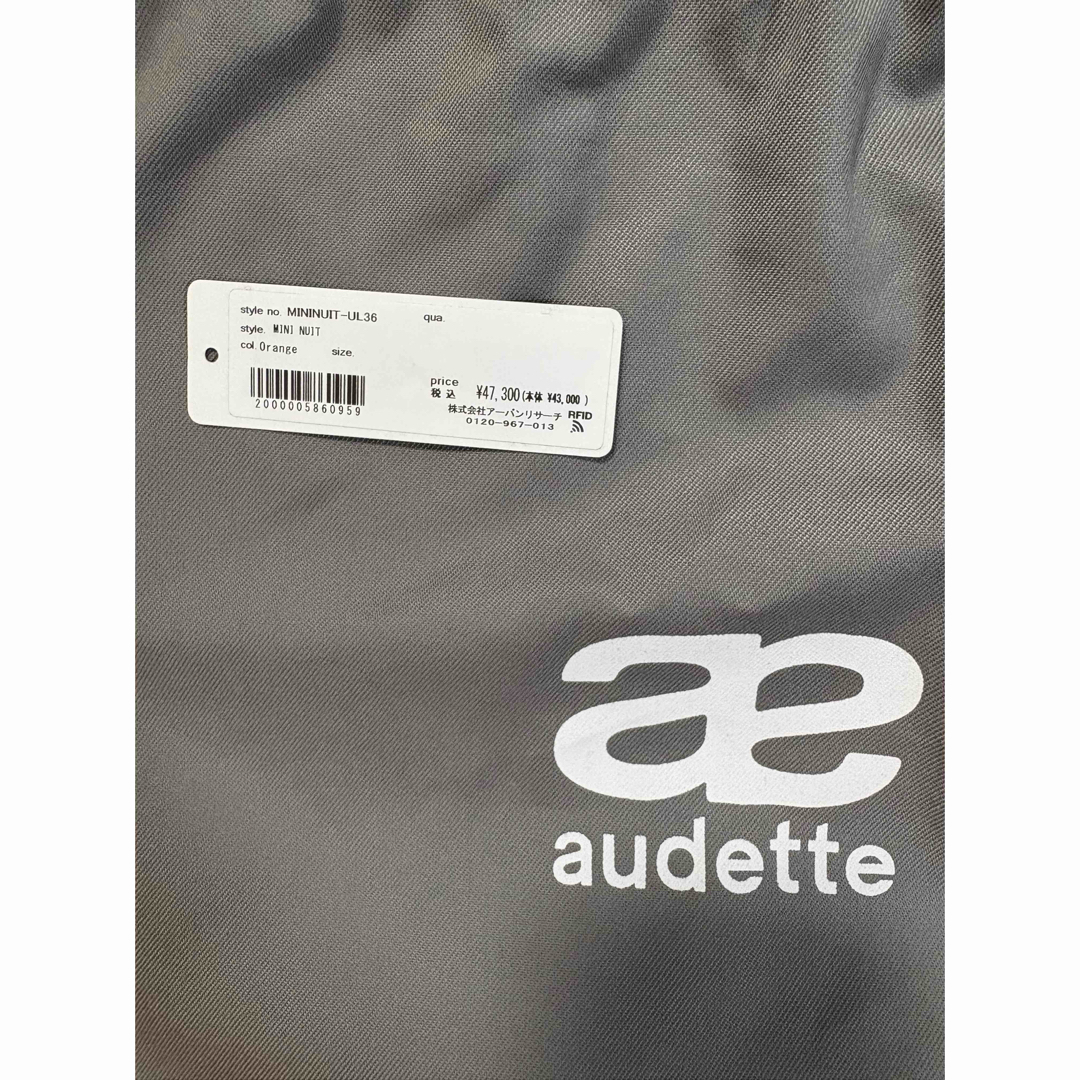 style no. MININUIT-UL36 qua.
style. MINI NUIT
col. Orange size.
price
税込 ¥47,300(本体 ¥43,000 )
2000005860959
株式会社アーバンリサーチ RFID
0120-967-013
ae
audette